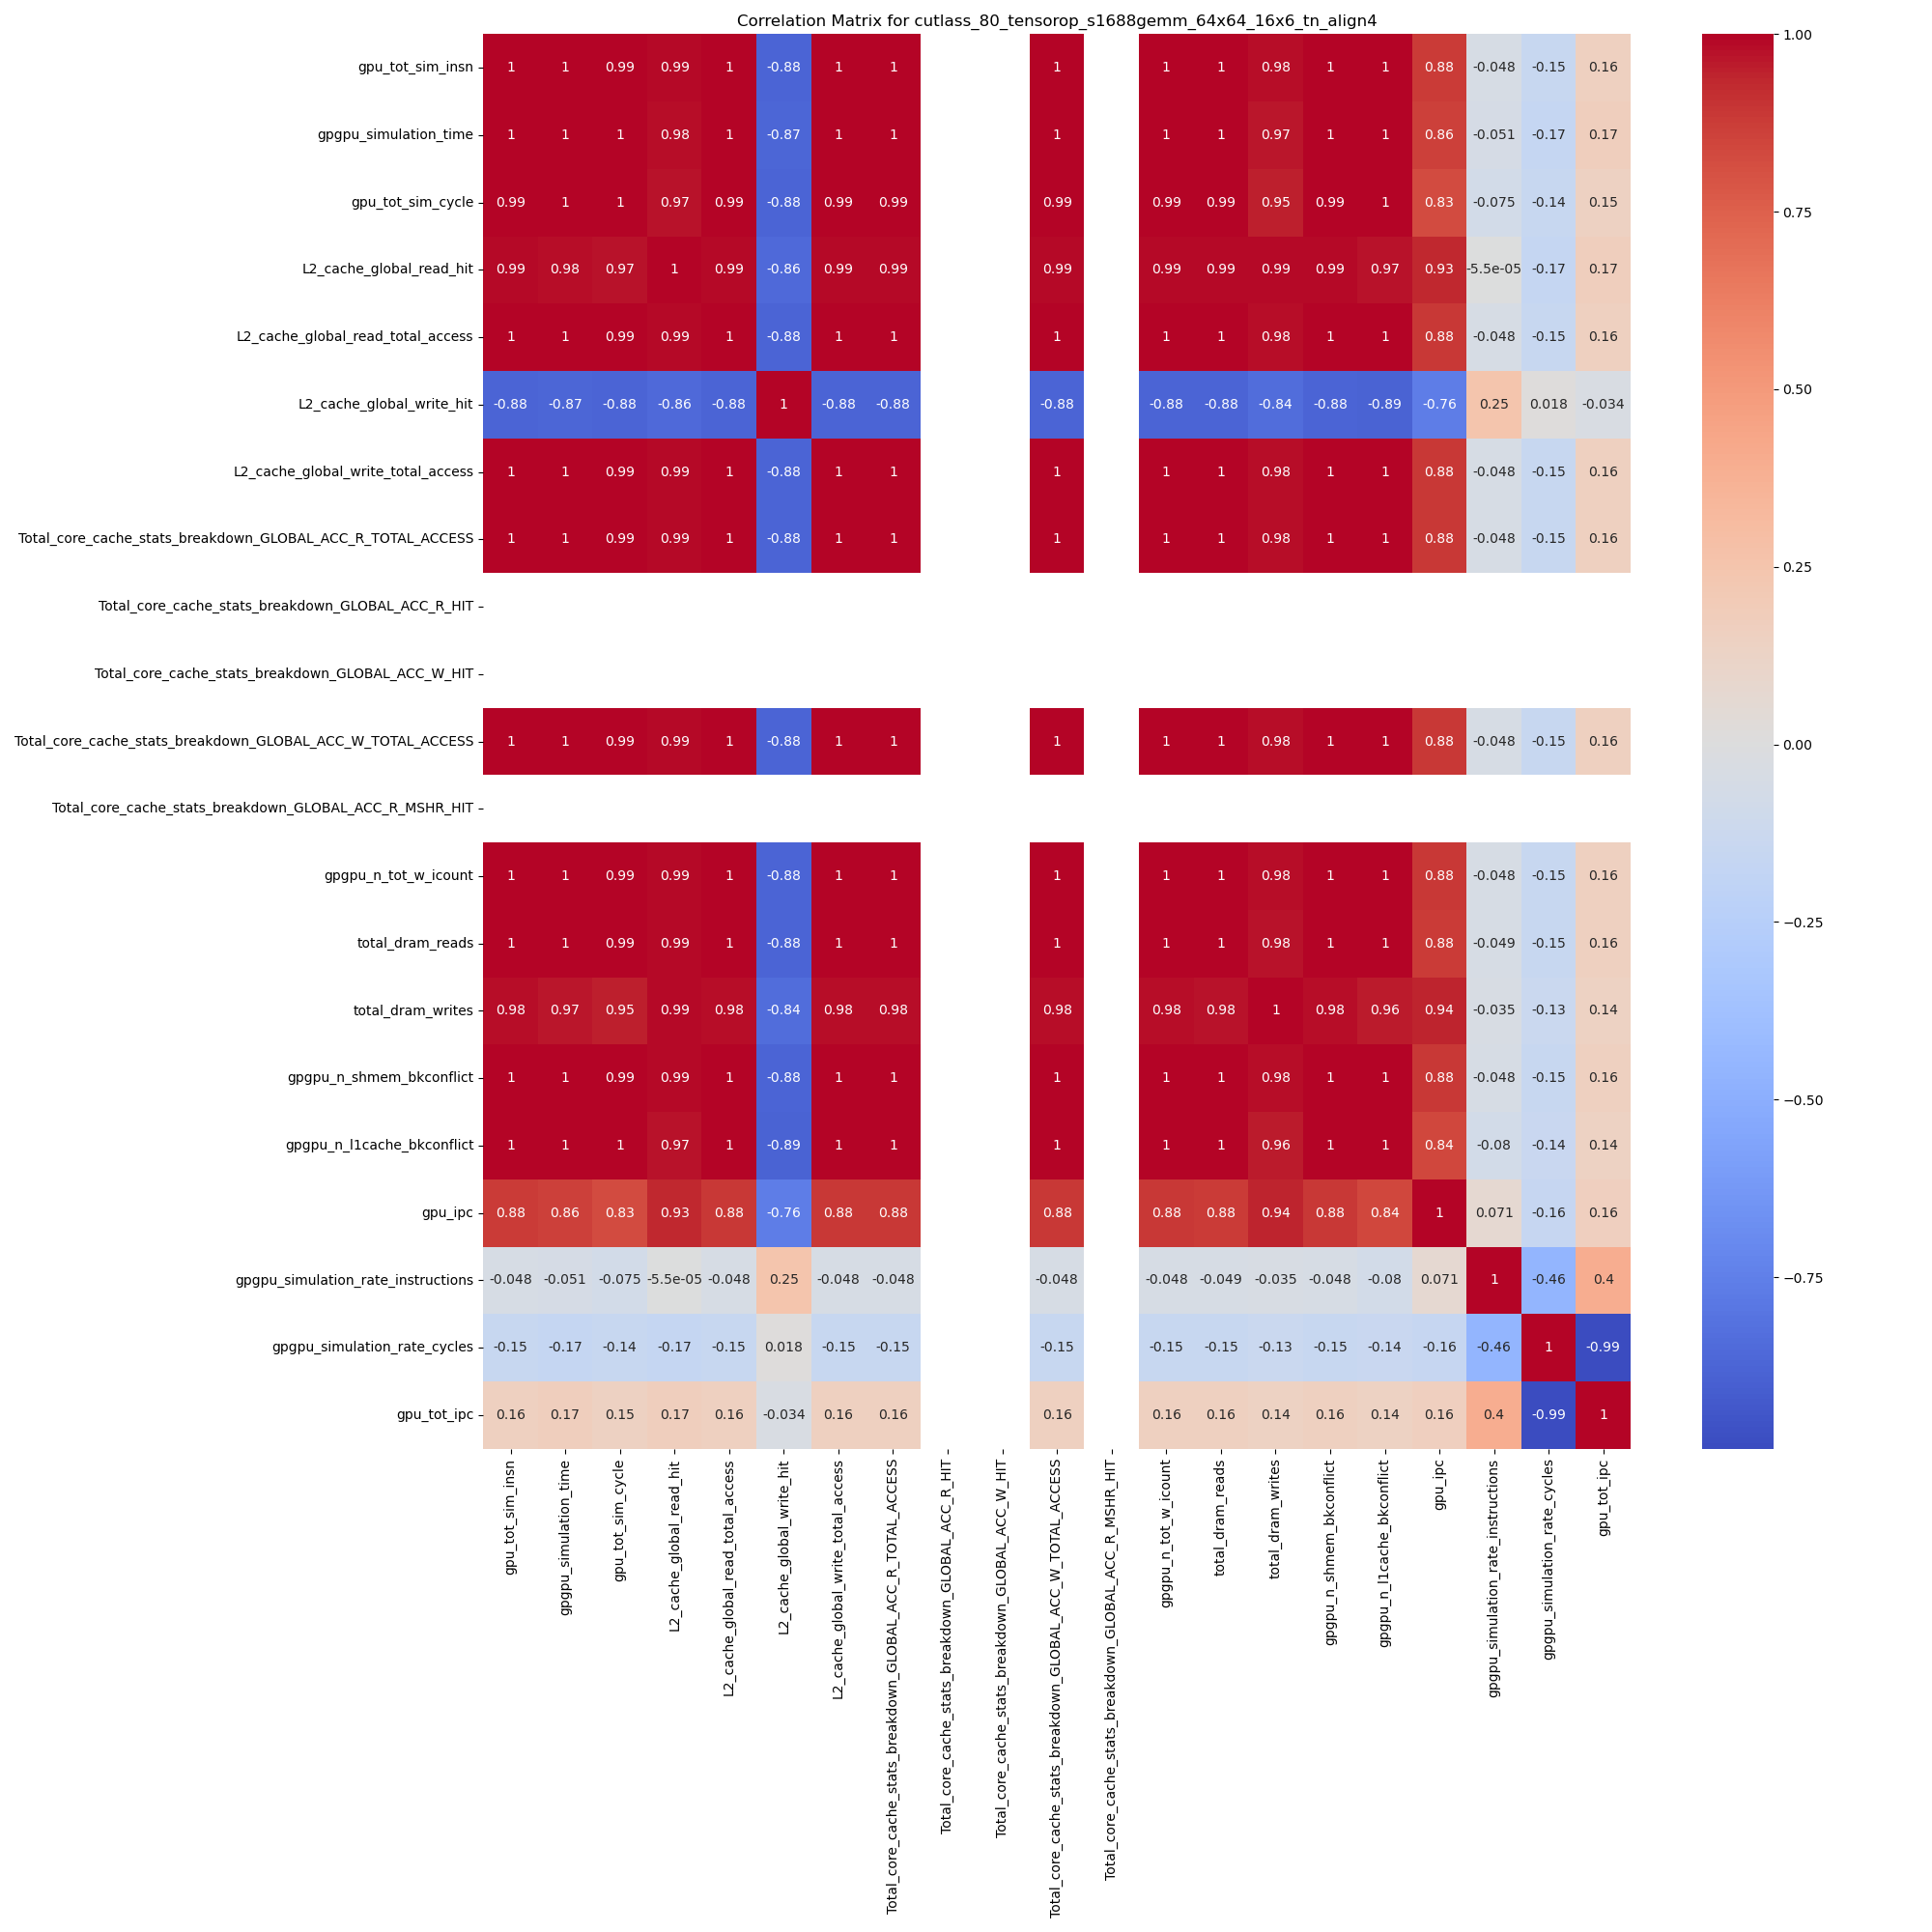 Correlation Matrix for cutlass_80_tensorop_s1688gemm_64x64_16x6_tn_align4
gpu_tot_sim_insn 1 1 0.99 0.99 1 -0.88 1 1 1 1 1 0.98 1 1 0.88 -0.048 -0.15 0.16
gpgpu_simulation_time 1 1 1 0.98 1 -0.87 1 1 1 1 1 0.97 1 1 0.86 -0.051 -0.17 0.17
gpu_tot_sim_cycle 0.99 1 1 0.97 0.99 -0.88 0.99 0.99 0.99 0.99 0.99 0.95 0.99 1 0.83 -0.075 -0.14 0.15
L2_cache_global_read_hit 0.99 0.98 0.97 1 0.99 -0.86 0.99 0.99 0.99 0.99 0.99 0.99 0.99 0.97 0.93 -5.5e-05 -0.17 0.17
L2_cache_global_read_total_access 1 1 0.99 0.99 1 -0.88 1 1 1 1 1 0.98 1 1 0.88 -0.048 -0.15 0.16
L2_cache_global_write_hit -0.88 -0.87 -0.88 -0.86 -0.88 1 -0.88 -0.88 -0.88 -0.88 -0.88 -0.84 -0.88 -0.89 -0.76 0.25 0.018 -0.034
L2_cache_global_write_total_access 1 1 0.99 0.99 1 -0.88 1 1 1 1 1 0.98 1 1 0.88 -0.048 -0.15 0.16
Total_core_cache_stats_breakdown_GLOBAL_ACC_R_TOTAL_ACCESS 1 1 0.99 0.99 1 -0.88 1 1 1 1 1 0.98 1 1 0.88 -0.048 -0.15 0.16
Total_core_cache_stats_breakdown_GLOBAL_ACC_R_HIT
Total_core_cache_stats_breakdown_GLOBAL_ACC_W_HIT
Total_core_cache_stats_breakdown_GLOBAL_ACC_W_TOTAL_ACCESS 1 1 0.99 0.99 1 -0.88 1 1 1 1 1 0.98 1 1 0.88 -0.048 -0.15 0.16
Total_core_cache_stats_breakdown_GLOBAL_ACC_R_MSHR_HIT
gpgpu_n_tot_w_icount 1 1 0.99 0.99 1 -0.88 1 1 1 1 1 0.98 1 1 0.88 -0.048 -0.15 0.16
total_dram_reads 1 1 0.99 0.99 1 -0.88 1 1 1 1 1 0.98 1 1 0.88 -0.049 -0.15 0.16
total_dram_writes 0.98 0.97 0.95 0.99 0.98 -0.84 0.98 0.98 0.98 0.98 0.98 1 0.98 0.96 0.94 -0.035 -0.13 0.14
gpgpu_n_shmem_bkconflict 1 1 0.99 0.99 1 -0.88 1 1 1 1 1 0.98 1 1 0.88 -0.048 -0.15 0.16
gpgpu_n_l1cache_bkconflict 1 1 1 0.97 1 -0.89 1 1 1 1 1 0.96 1 1 0.84 -0.08 -0.14 0.14
gpu_ipc 0.88 0.86 0.83 0.93 0.88 -0.76 0.88 0.88 0.88 0.88 0.88 0.94 0.88 0.84 1 0.071 -0.16 0.16
gpgpu_simulation_rate_instructions -0.048 -0.051 -0.075 -5.5e-05 -0.048 0.25 -0.048 -0.048 -0.048 -0.048 -0.049 -0.035 -0.048 -0.08 0.071 1 -0.46 0.4
gpgpu_simulation_rate_cycles -0.15 -0.17 -0.14 -0.17 -0.15 0.018 -0.15 -0.15 -0.15 -0.15 -0.15 -0.13 -0.15 -0.14 -0.16 -0.46 1 -0.99
gpu_tot_ipc 0.16 0.17 0.15 0.17 0.16 -0.034 0.16 0.16 0.16 0.16 0.16 0.14 0.16 0.14 0.16 0.4 -0.99 1
gpu_tot_sim_insn
gpgpu_simulation_time
gpu_tot_sim_cycle
L2_cache_global_read_hit
L2_cache_global_read_total_access
L2_cache_global_write_hit
L2_cache_global_write_total_access
Total_core_cache_stats_breakdown_GLOBAL_ACC_R_TOTAL_ACCESS
Total_core_cache_stats_breakdown_GLOBAL_ACC_R_HIT
Total_core_cache_stats_breakdown_GLOBAL_ACC_W_HIT
Total_core_cache_stats_breakdown_GLOBAL_ACC_W_TOTAL_ACCESS
Total_core_cache_stats_breakdown_GLOBAL_ACC_R_MSHR_HIT
gpgpu_n_tot_w_icount
total_dram_reads
total_dram_writes
gpgpu_n_shmem_bkconflict
gpgpu_n_l1cache_bkconflict
gpu_ipc
gpgpu_simulation_rate_instructions
gpgpu_simulation_rate_cycles
gpu_tot_ipc
1.00
0.75
0.50
0.25
0.00
−0.25
−0.50
−0.75